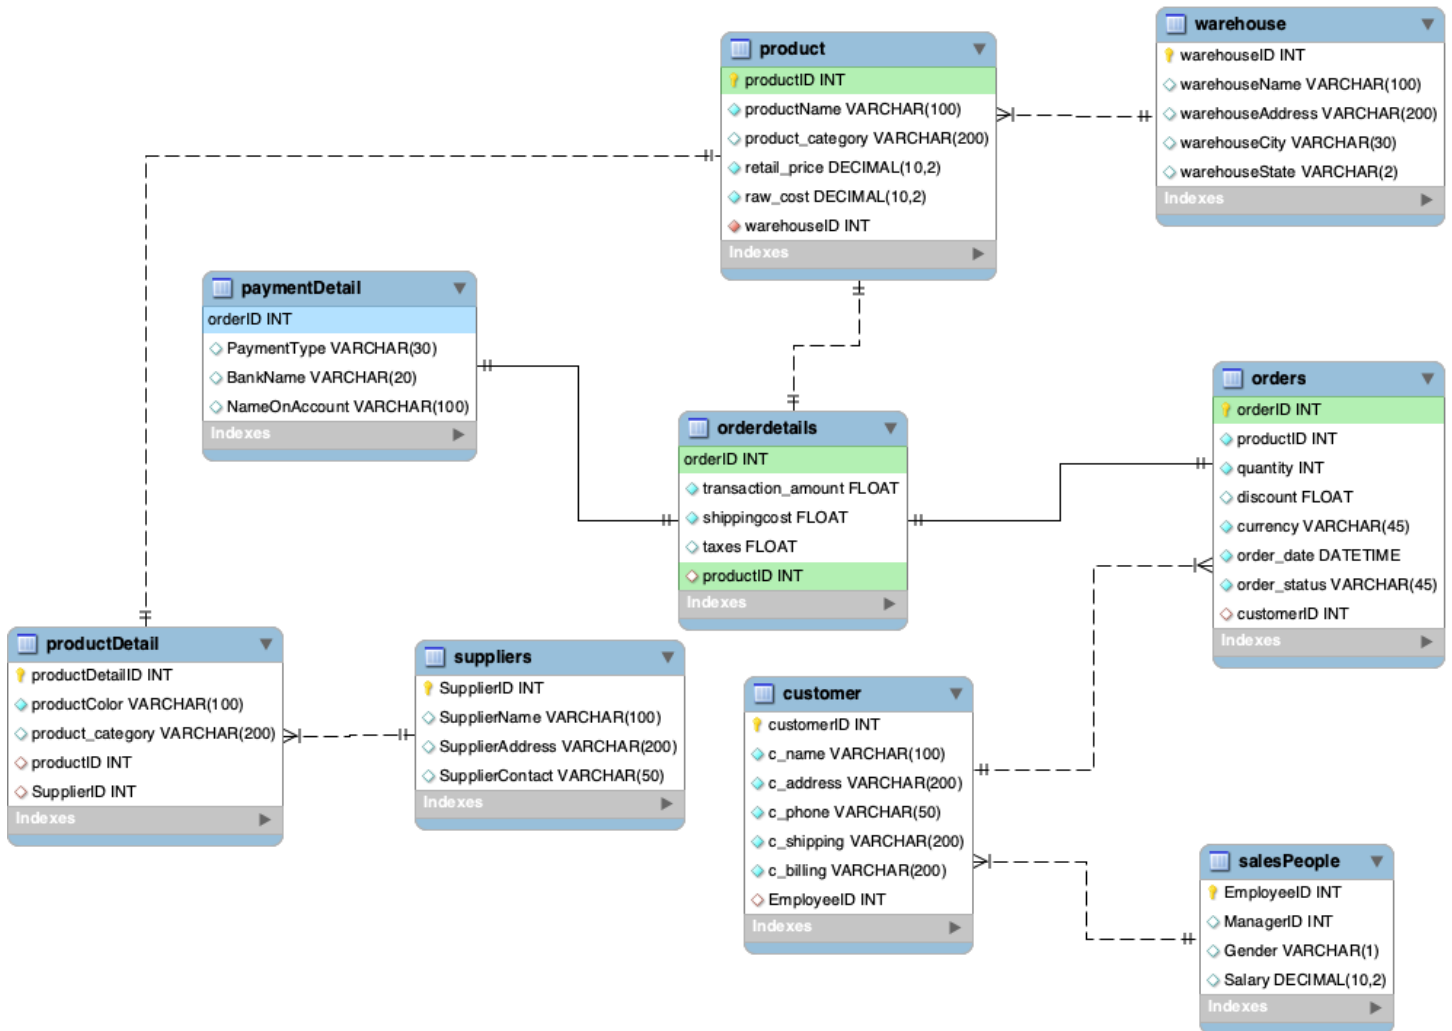 product
productID INT
productName VARCHAR(100)
product_category VARCHAR(200)
retail_price DECIMAL(10,2)
raw_cost DECIMAL(10,2)
warehouseID INT
Indexes
warehouse
warehouseID INT
warehouseName VARCHAR(100)
warehouseAddress VARCHAR(200)
warehouseCity VARCHAR(30)
warehouseState VARCHAR(2)
Indexes
paymentDetail
orderID INT
PaymentType VARCHAR(30)
BankName VARCHAR(20)
NameOnAccount VARCHAR(100)
Indexes
orderdetails
orderID INT
transaction_amount FLOAT
shippingcost FLOAT
taxes FLOAT
productID INT
Indexes
orders
orderID INT
productID INT
quantity INT
discount FLOAT
currency VARCHAR(45)
order_date DATETIME
order_status VARCHAR(45)
customerID INT
Indexes
productDetail
productDetailID INT
productColor VARCHAR(100)
product_category VARCHAR(200)
productID INT
SupplierID INT
Indexes
suppliers
SupplierID INT
SupplierName VARCHAR(100)
SupplierAddress VARCHAR(200)
SupplierContact VARCHAR(50)
Indexes
customer
customerID INT
c_name VARCHAR(100)
c_address VARCHAR(200)
c_phone VARCHAR(50)
c_shipping VARCHAR(200)
c_billing VARCHAR(200)
EmployeeID INT
Indexes
salesPeople
EmployeeID INT
ManagerID INT
Gender VARCHAR(1)
Salary DECIMAL(10,2)
Indexes